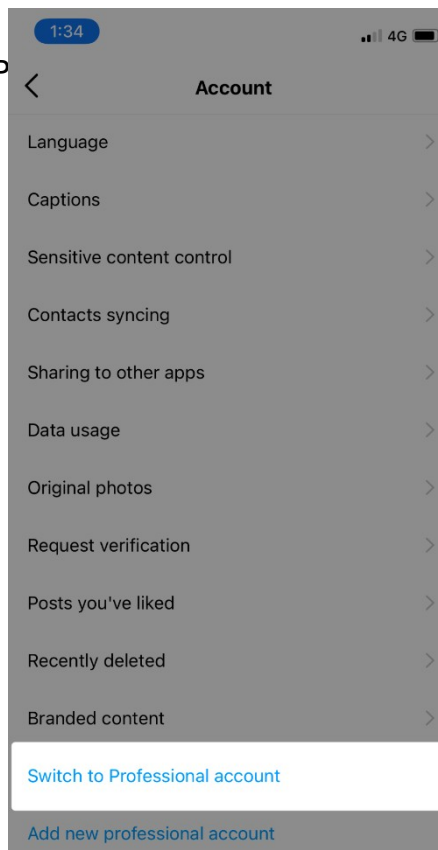 1:34
4G
P
Account
Language
Captions
Sensitive content control
Contacts syncing
Sharing to other apps
Data usage
Original photos
Request verification
Posts you've liked
Recently deleted
Branded content
Switch to Professional account
Add new professional account